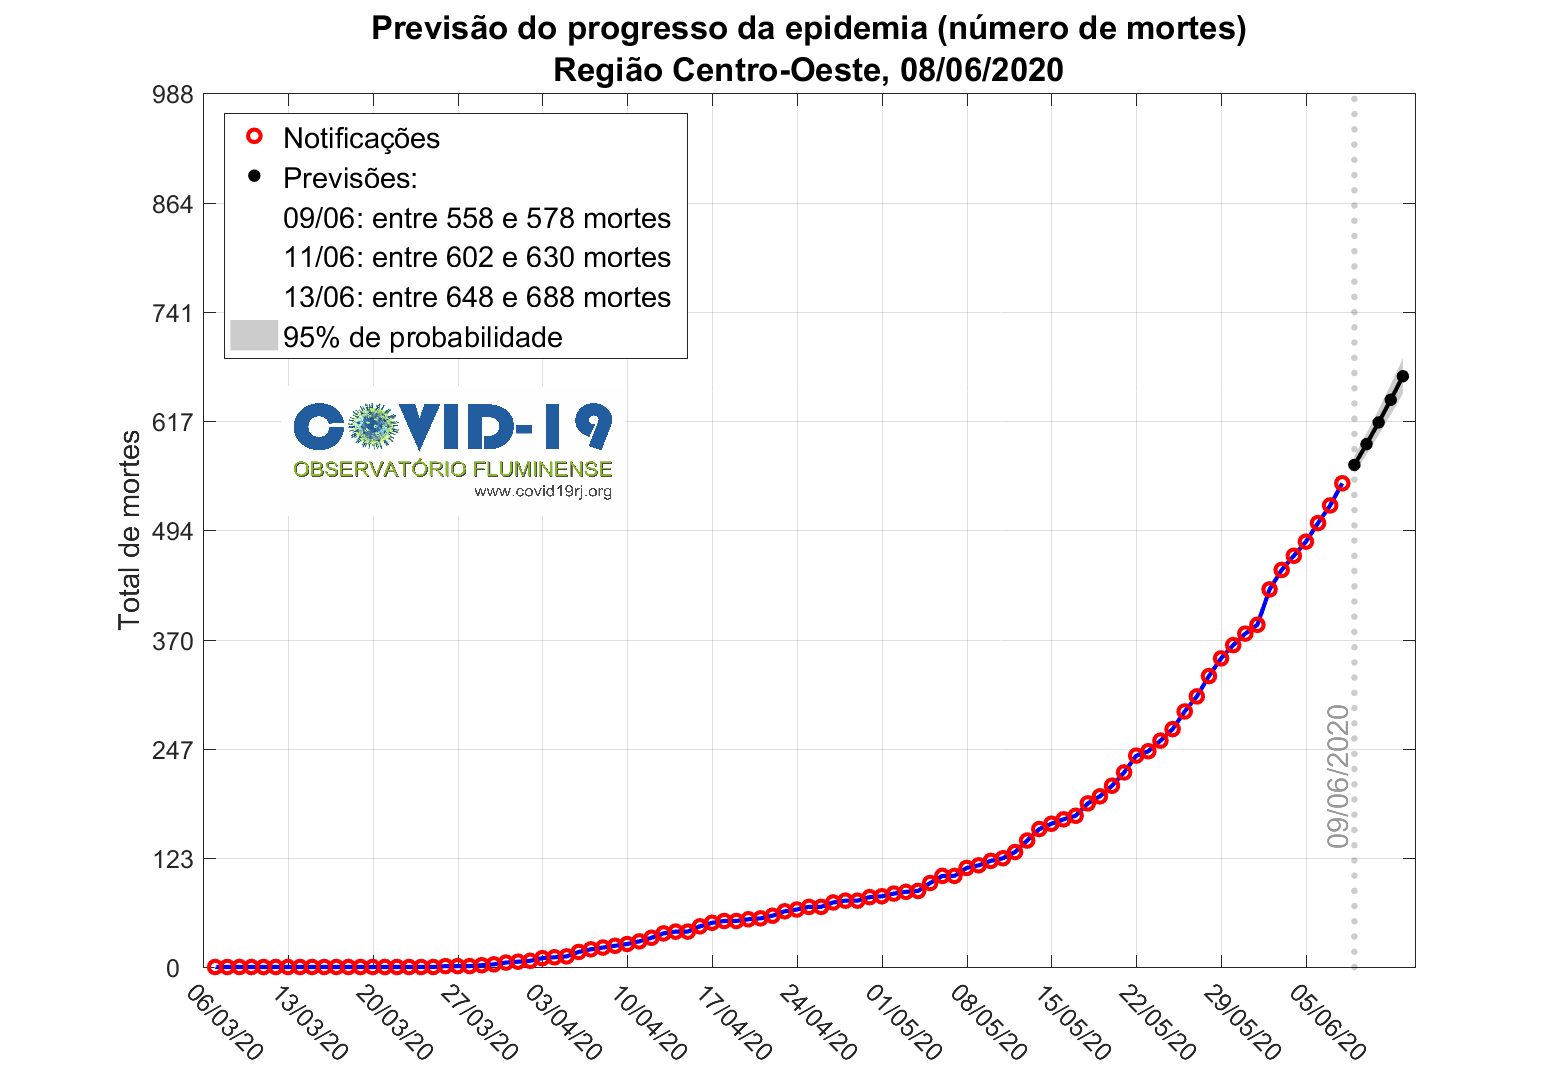 Previsão do progresso da epidemia (número de mortes)
Região Centro-Oeste, 08/06/2020
988
864
741
617
494
370
247
123
0
Total de mortes
Notificações
Previsões:
09/06: entre 558 e 578 mortes
11/06: entre 602 e 630 mortes
13/06: entre 648 e 688 mortes
95% de probabilidade
COVID-19
OBSERVATÓRIO FLUMINENSE
www.covid19rj.org
09/06/2020
06/03/20
13/03/20
20/03/20
27/03/20
03/04/20
10/04/20
17/04/20
24/04/20
01/05/20
08/05/20
15/05/20
22/05/20
29/05/20
05/06/20